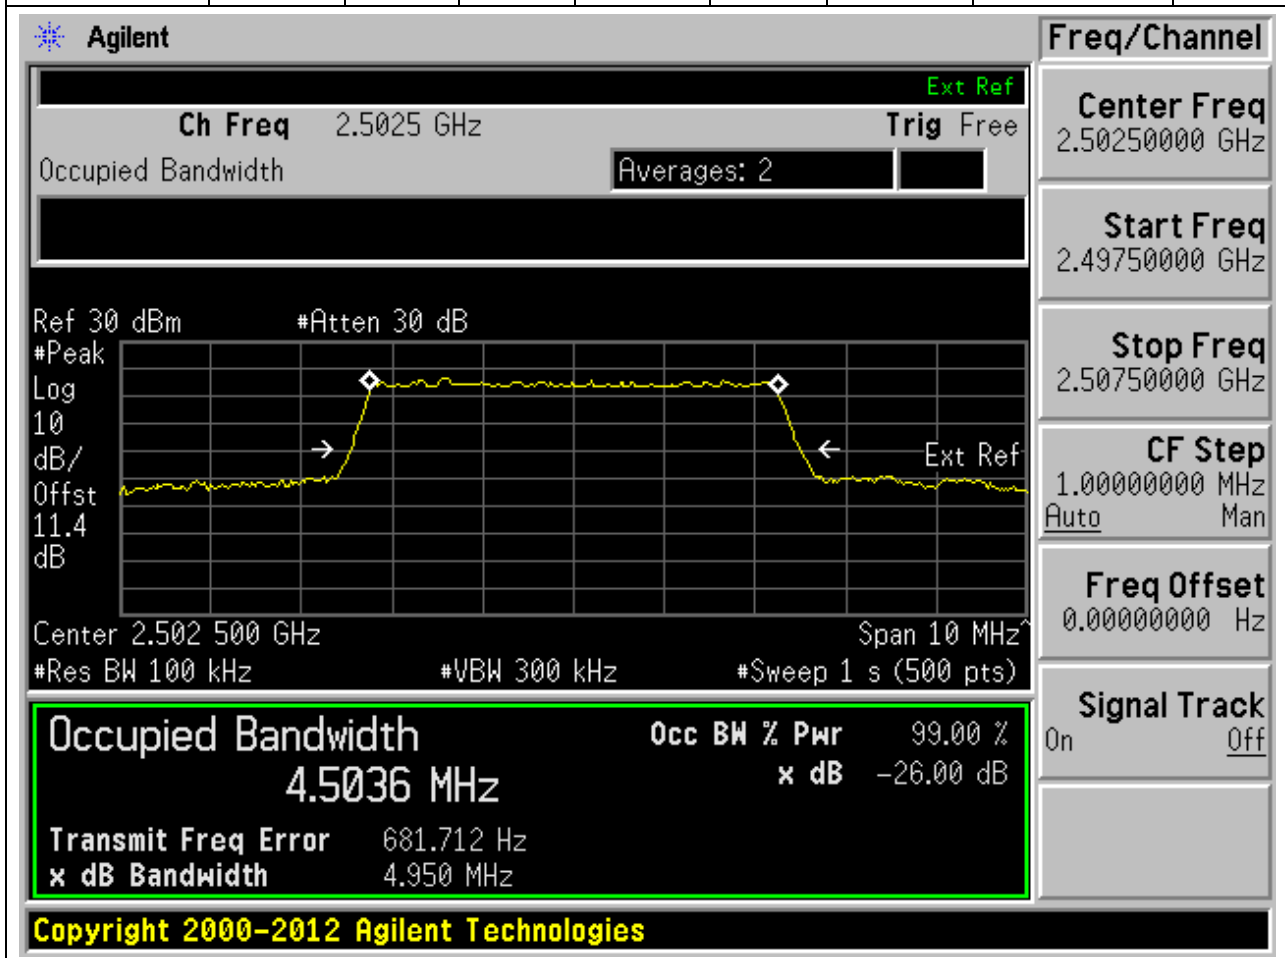 Agilent
Freq/Channel
Ext Ref
Ch Freq 2.5025 GHz Trig Free
Occupied Bandwidth Averages: 2
Center Freq
2.50250000 GHz
Start Freq
2.49750000 GHz
Stop Freq
2.50750000 GHz
CF Step
1.00000000 MHz
Auto Man
Freq Offset
0.00000000 Hz
Signal Track
On Off
Ref 30 dBm #Atten 30 dB
#Peak
Log
10
dB/
Offst
11.4
dB
Ext Ref
Center 2.502 500 GHz Span 10 MHz^
#Res BW 100 kHz #VBW 300 kHz #Sweep 1 s (500 pts)
Occupied Bandwidth
4.5036 MHz
Occ BW % Pwr 99.00 %
x dB -26.00 dB
Transmit Freq Error 681.712 Hz
x dB Bandwidth 4.950 MHz
Copyright 2000-2012 Agilent Technologies